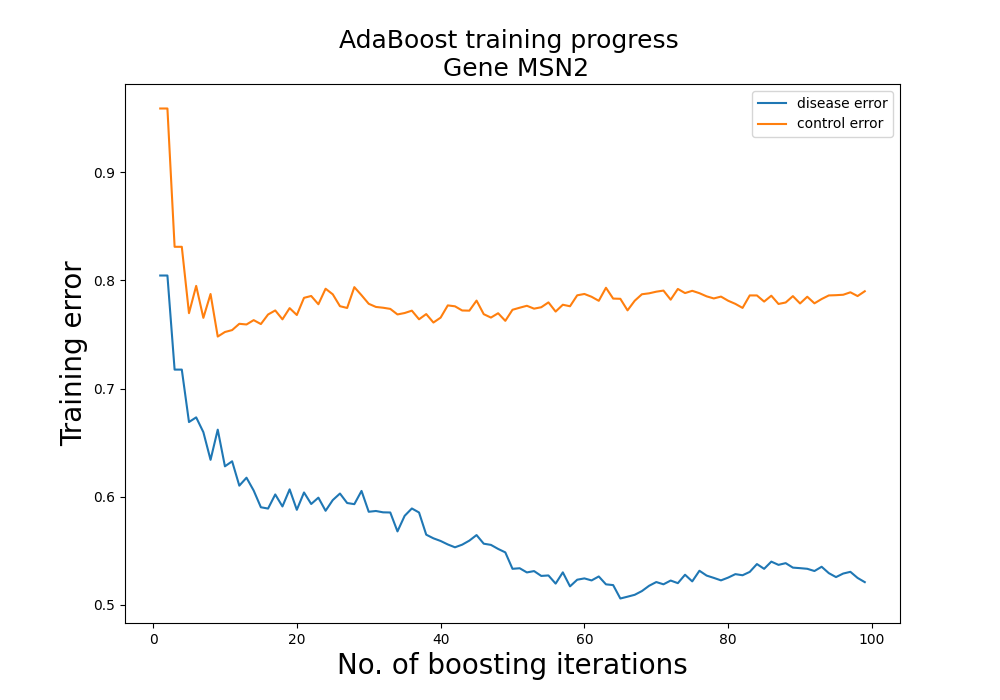 AdaBoost training progress
Gene MSN2
disease error
control error
Training error
0.9
0.8
0.7
0.6
0.5
0
20
40
60
80
100
No. of boosting iterations